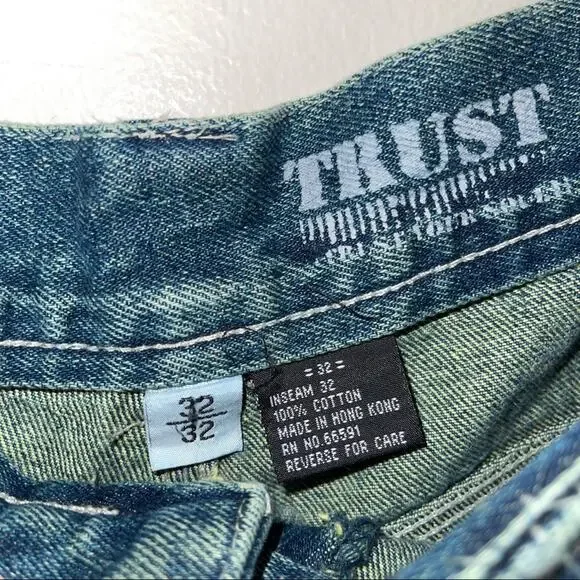 TRUST
32
32
= 32 =
INSEAM 32
100% COTTON
MADE IN HONG KONG
RN NO.66591
REVERSE FOR CARE